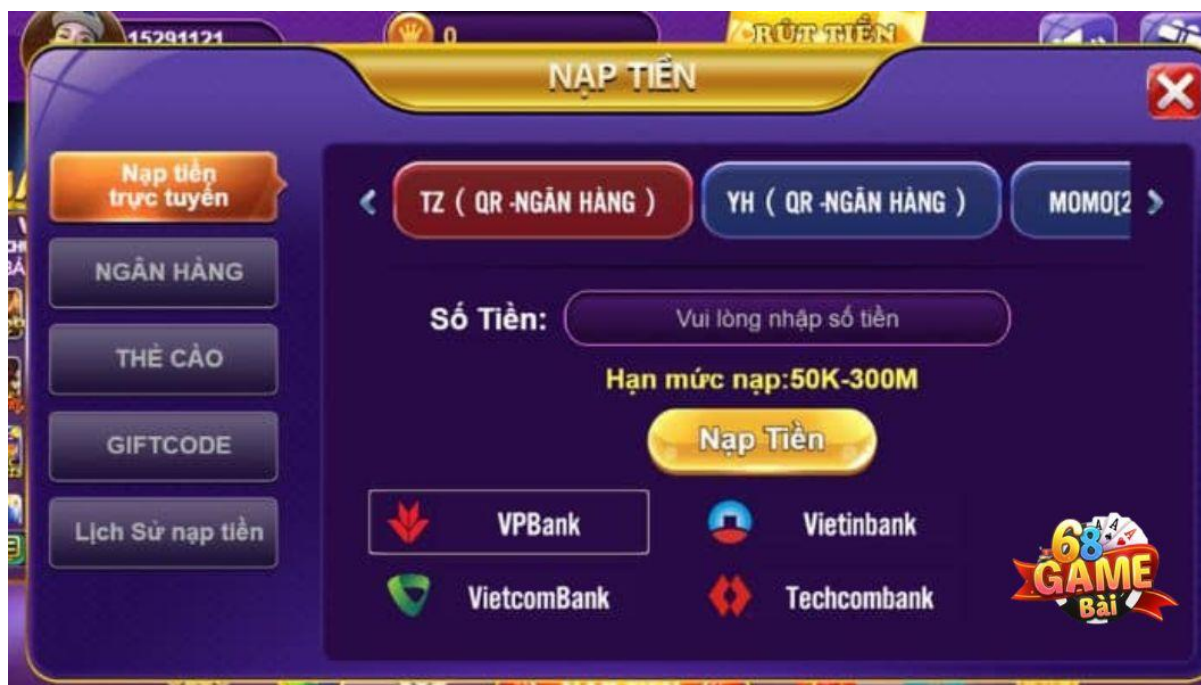 15291121
0
RÚT TIỀN
NẠP TIỀN
Nạp tiền
trực tuyến
NGÂN HÀNG
THẺ CÀO
GIFTCODE
Lịch Sử nạp tiền
TZ ( QR -NGÂN HÀNG )
YH ( QR -NGÂN HÀNG )
MOMO[2
Số Tiền:
Vui lòng nhập số tiền
Hạn mức nạp:50K-300M
Nạp Tiền
VPBank
Vietinbank
VietcomBank
Techcombank
68
GAME
Bài